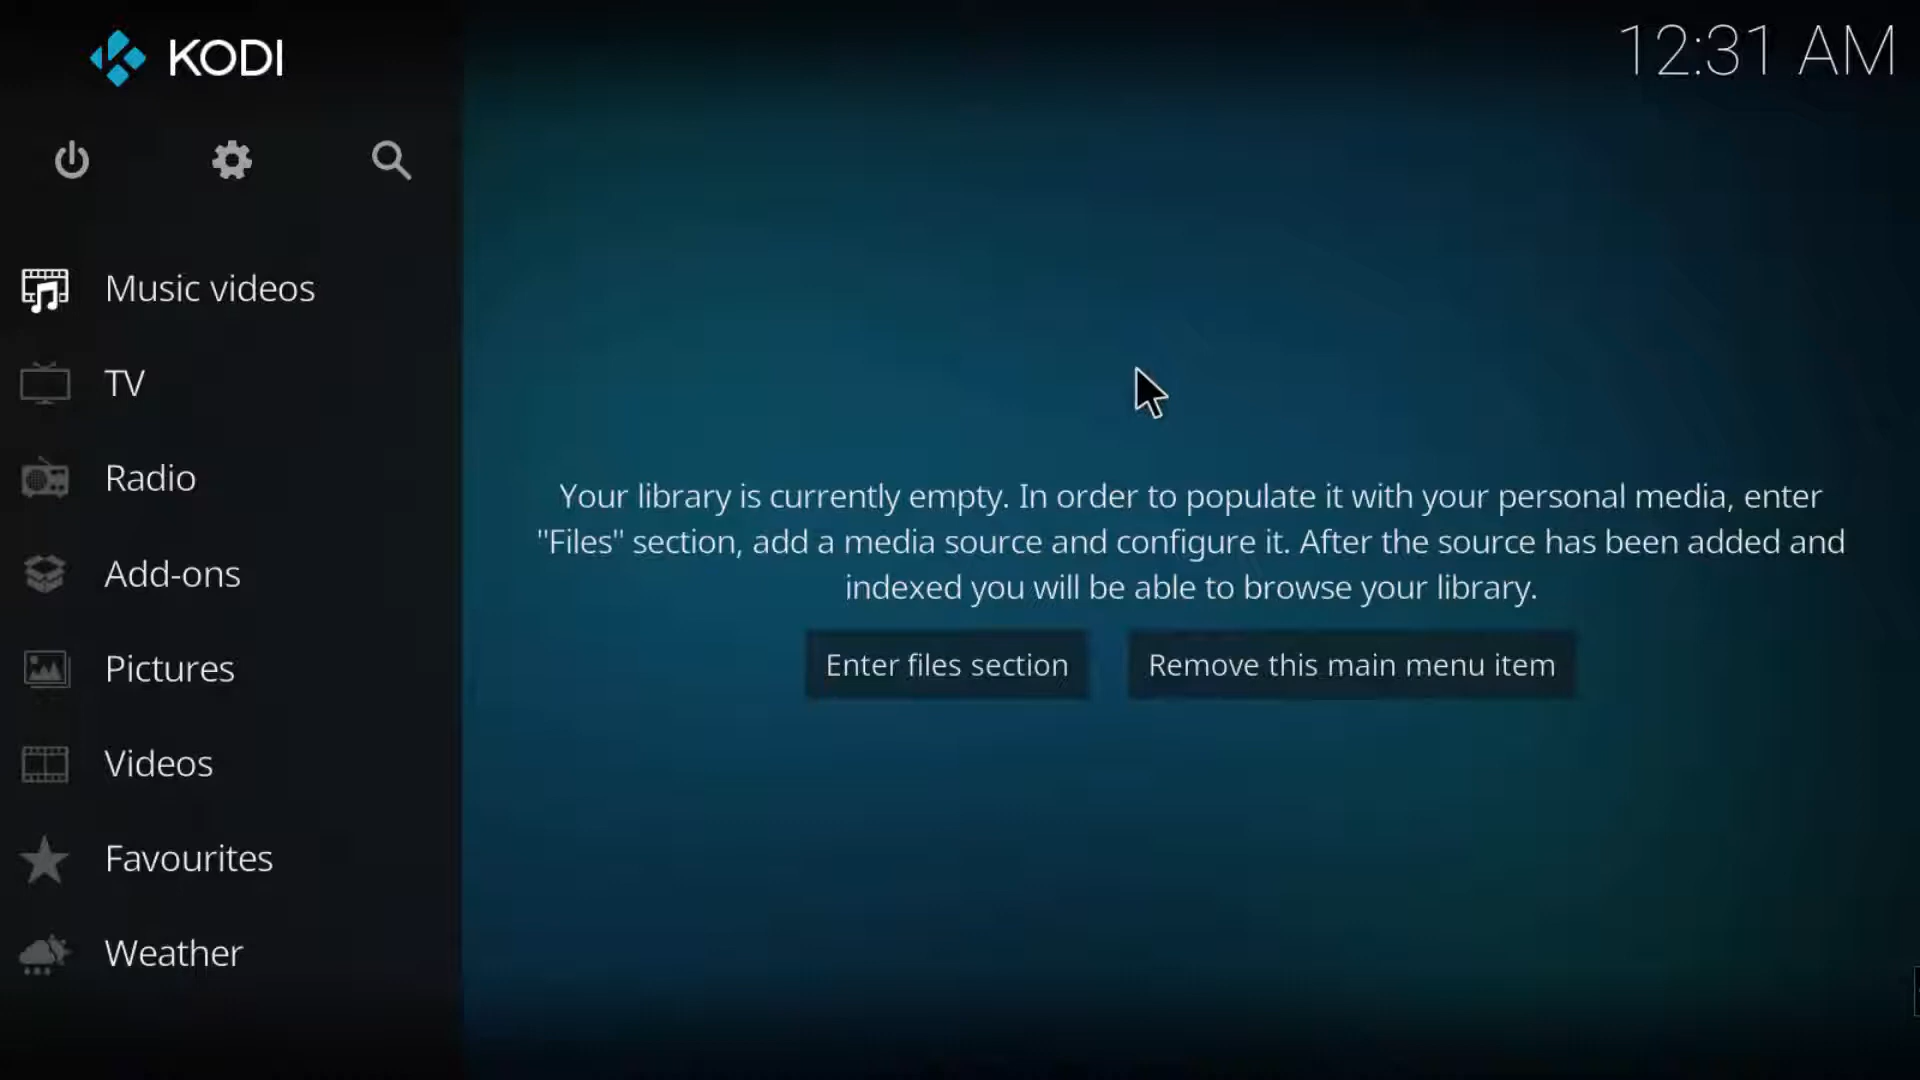 KODI
12:31 AM
Music videos
TV
Radio
Add-ons
Pictures
Videos
Favourites
Weather
Your library is currently empty. In order to populate it with your personal media, enter
"Files" section, add a media source and configure it. After the source has been added and
indexed you will be able to browse your library.
Enter files section
Remove this main menu item